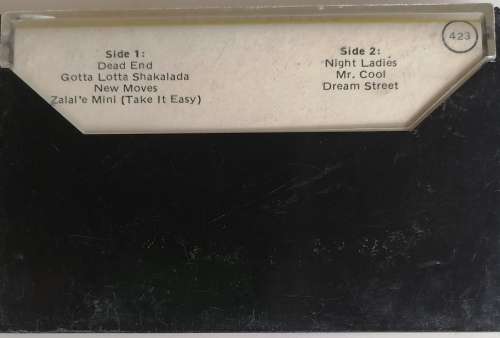 Side 1:
Dead End
Gotta Lotta Shakalada
New Moves
Zalal'e Mini (Take It Easy)
Side 2:
Night Ladies
Mr. Cool
Dream Street
423